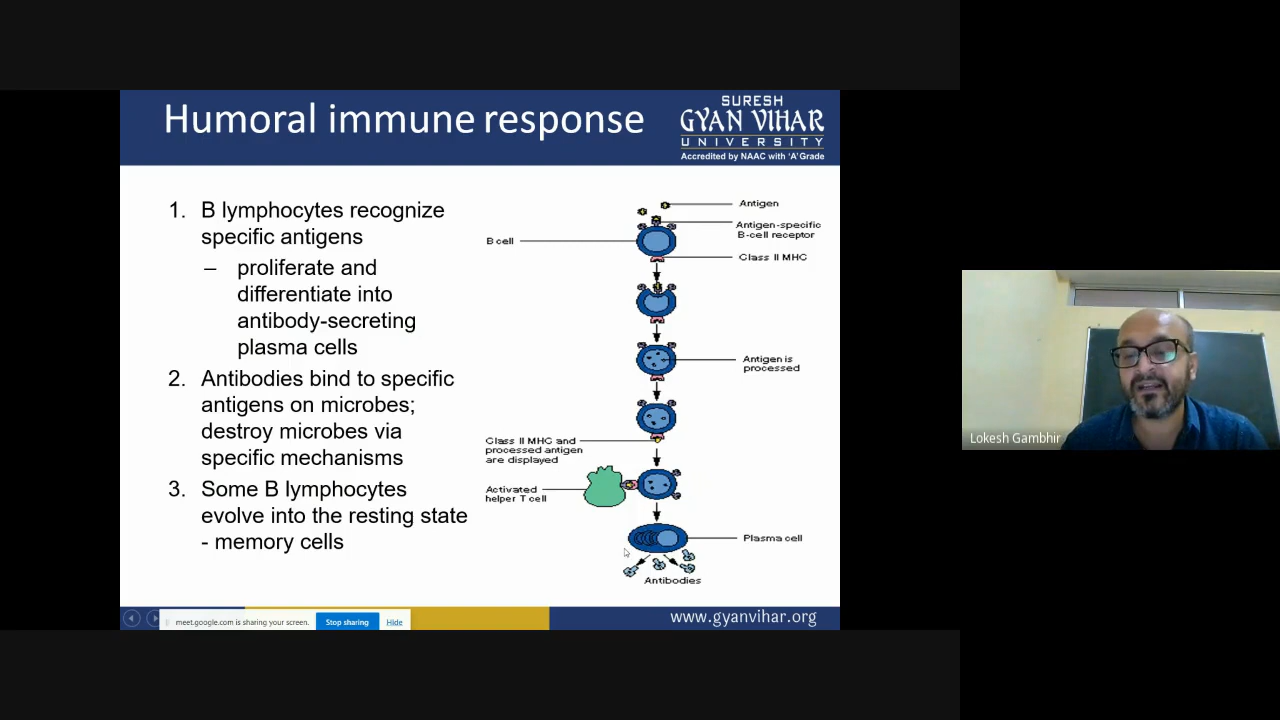 Humoral immune response
SURESH
GYAN VIHAR
UNIVERSITY
Accredited by NAAC with 'A' Grade
1. B lymphocytes recognize
specific antigens
– proliferate and
differentiate into
antibody-secreting
plasma cells
2. Antibodies bind to specific
antigens on microbes;
destroy microbes via
specific mechanisms
3. Some B lymphocytes
evolve into the resting state
- memory cells
Antigen
Antigen-specific
B-cell receptor
B cell
Class II MHC
Antigen is
processed
Class II MHC and
processed antigen
are displayed
Activated
helper T cell
Plasma cell
Antibodies
meet.google.com is sharing your screen.
Stop sharing
Hide
www.gyanvihar.org
Lokesh Gambhir